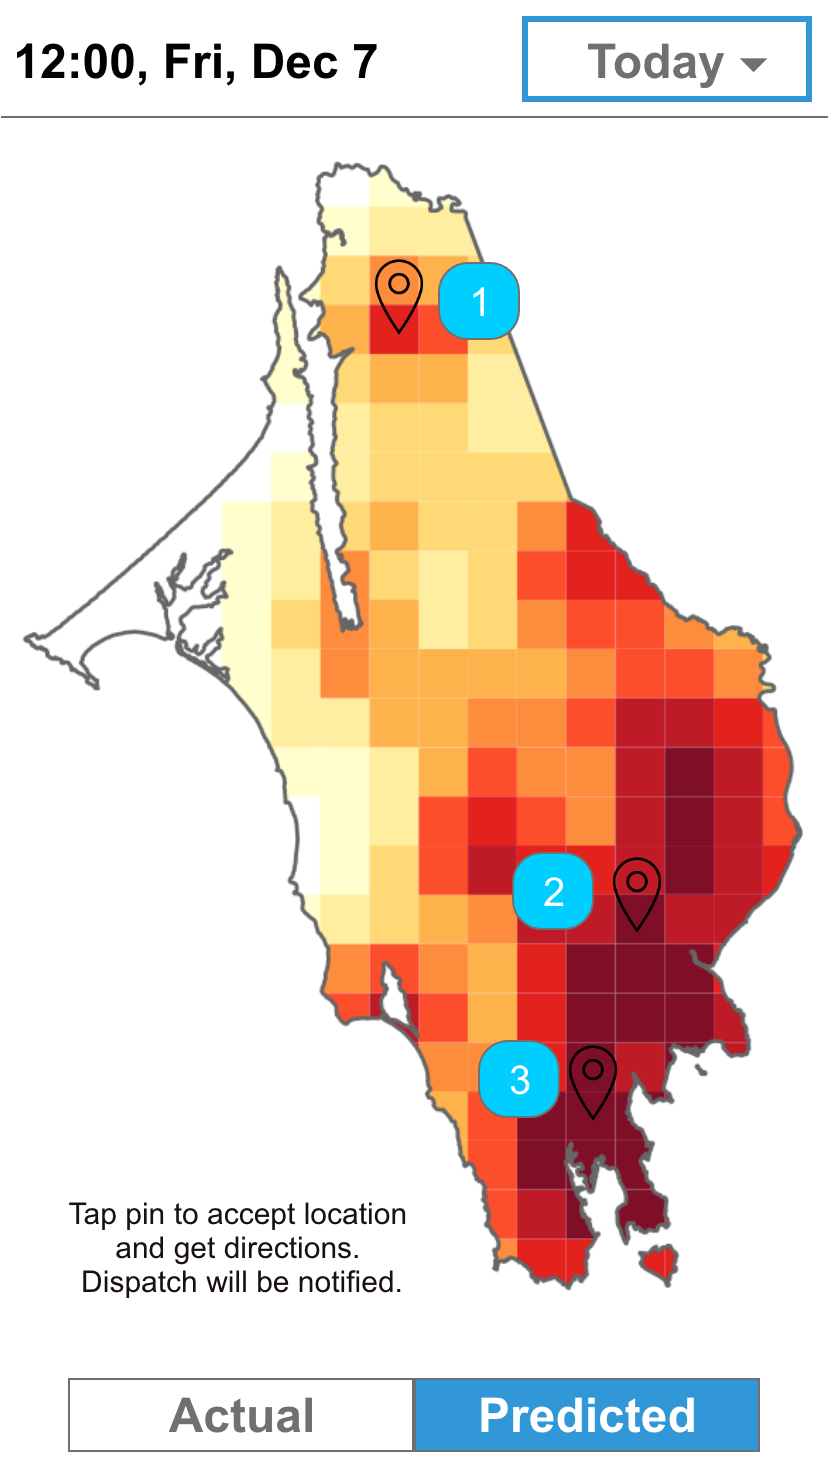 12:00, Fri, Dec 7
Today
1
2
3
Tap pin to accept location
and get directions.
Dispatch will be notified.
Actual
Predicted